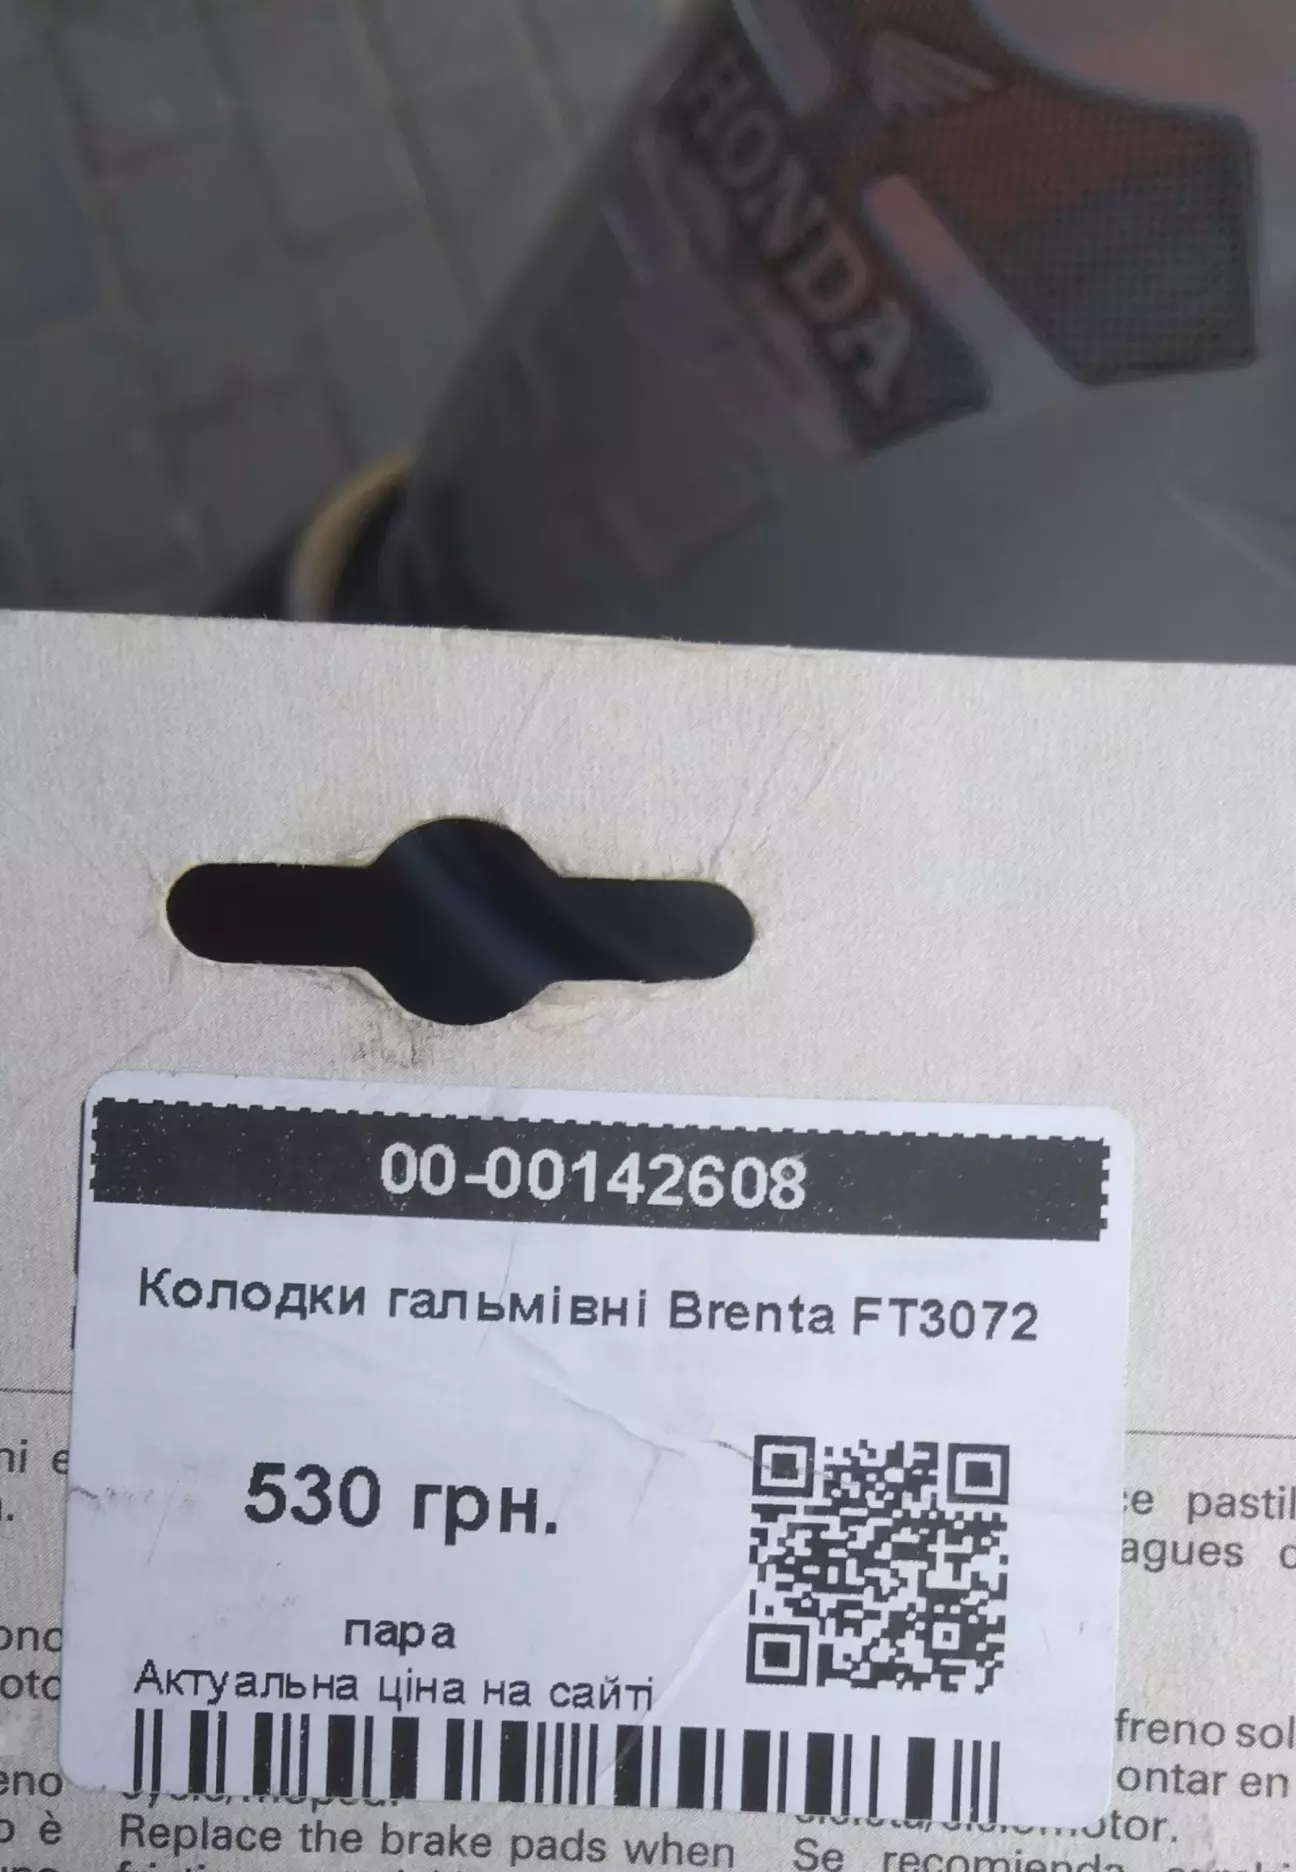 HONDA
00-00142608
Колодки гальмівні Brenta FT3072
530 грн.
пара
Актуальна ціна на сайті
ce pastil
agues
freno sol
ontar en
otor.
Replace the brake pads when
Se recomienda